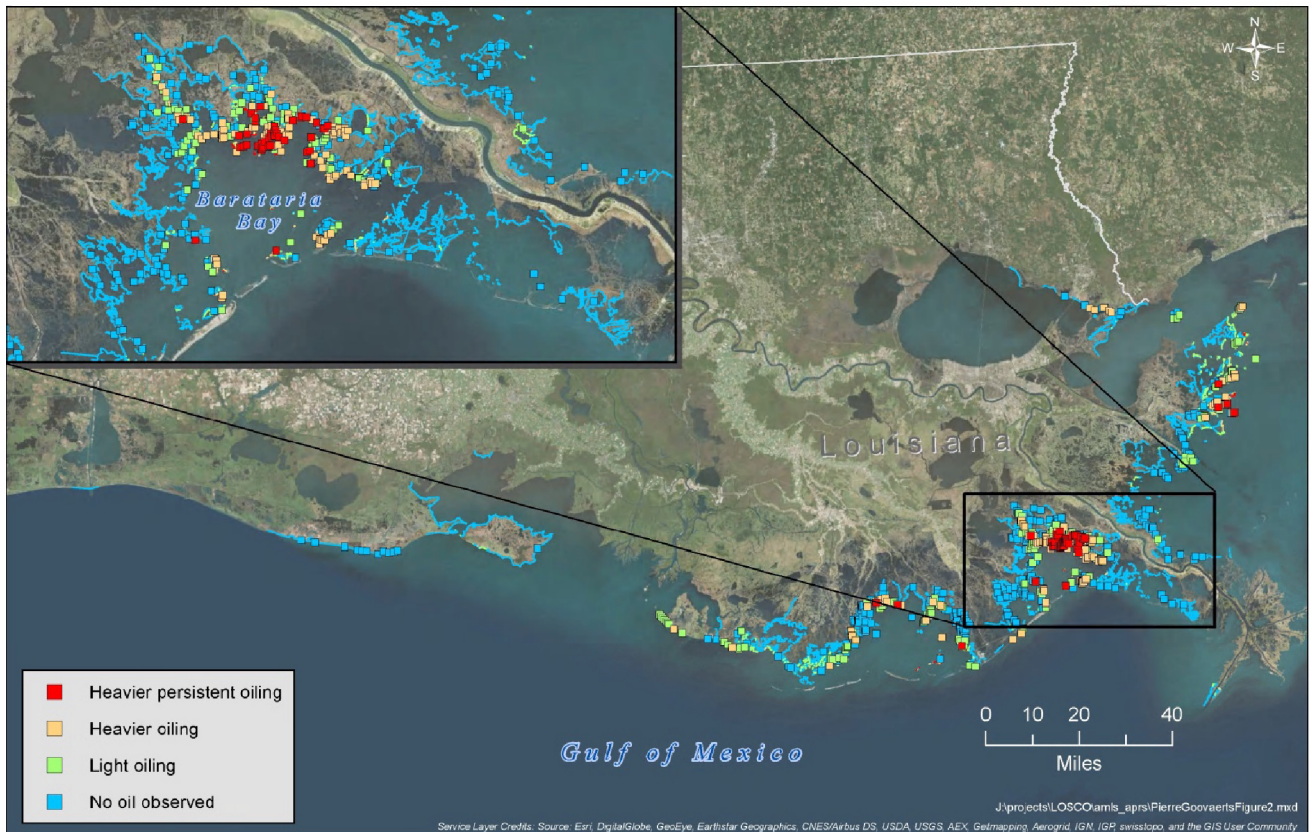 N
W E
S
Barataria
Bay
Louisiana
Heavier persistent oiling
Heavier oiling
Light oiling
No oil observed
0 10 20 40
Miles
Gulf of Mexico
J:\projects\LOSCO\amls_aprs\PierreGoovaertsFigure2.mxd
Service Layer Credits: Source: Esri, DigitalGlobe, GeoEye, Earthstar Geographics, CNES/Airbus DS, USDA, USGS, AEX, Getmapping, Aerogrid, IGN, IGP, swisstopo, and the GIS User Community